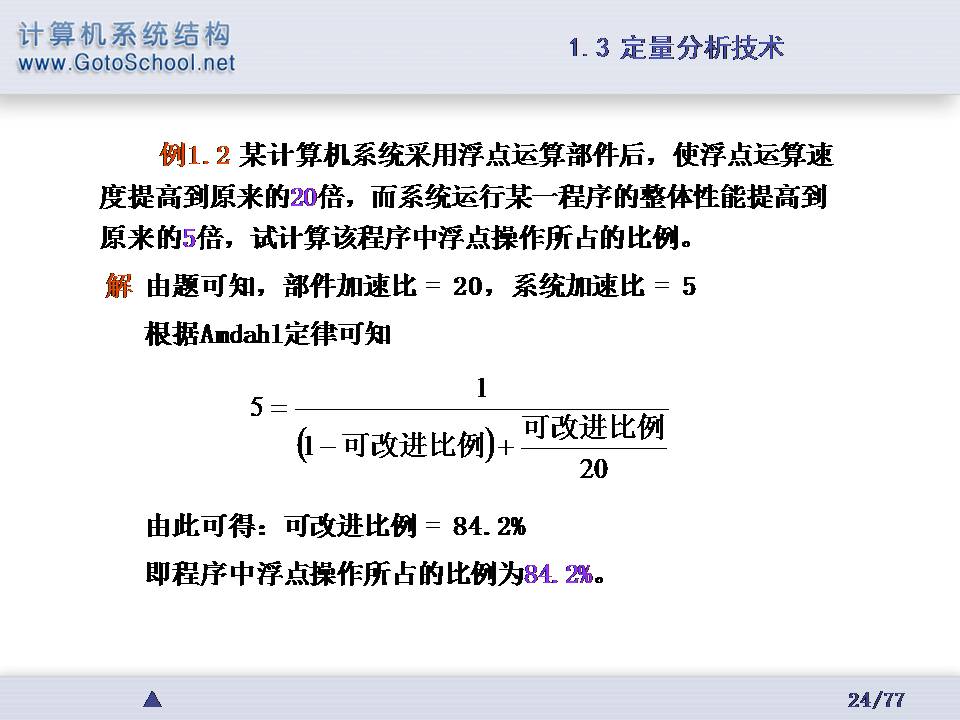 计算机系统结构
www.GotoSchool.net
1.3 定量分析技术
例1.2 某计算机系统采用浮点运算部件后，使浮点运算速
度提高到原来的20倍，而系统运行某一程序的整体性能提高到
原来的5倍，试计算该程序中浮点操作所占的比例。
解 由题可知，部件加速比 = 20，系统加速比 = 5
根据Amdahl定律可知
1
5 =
可改进比例
(1 - 可改进比例) +
20
由此可得：可改进比例 = 84.2%
即程序中浮点操作所占的比例为84.2%。
24/77